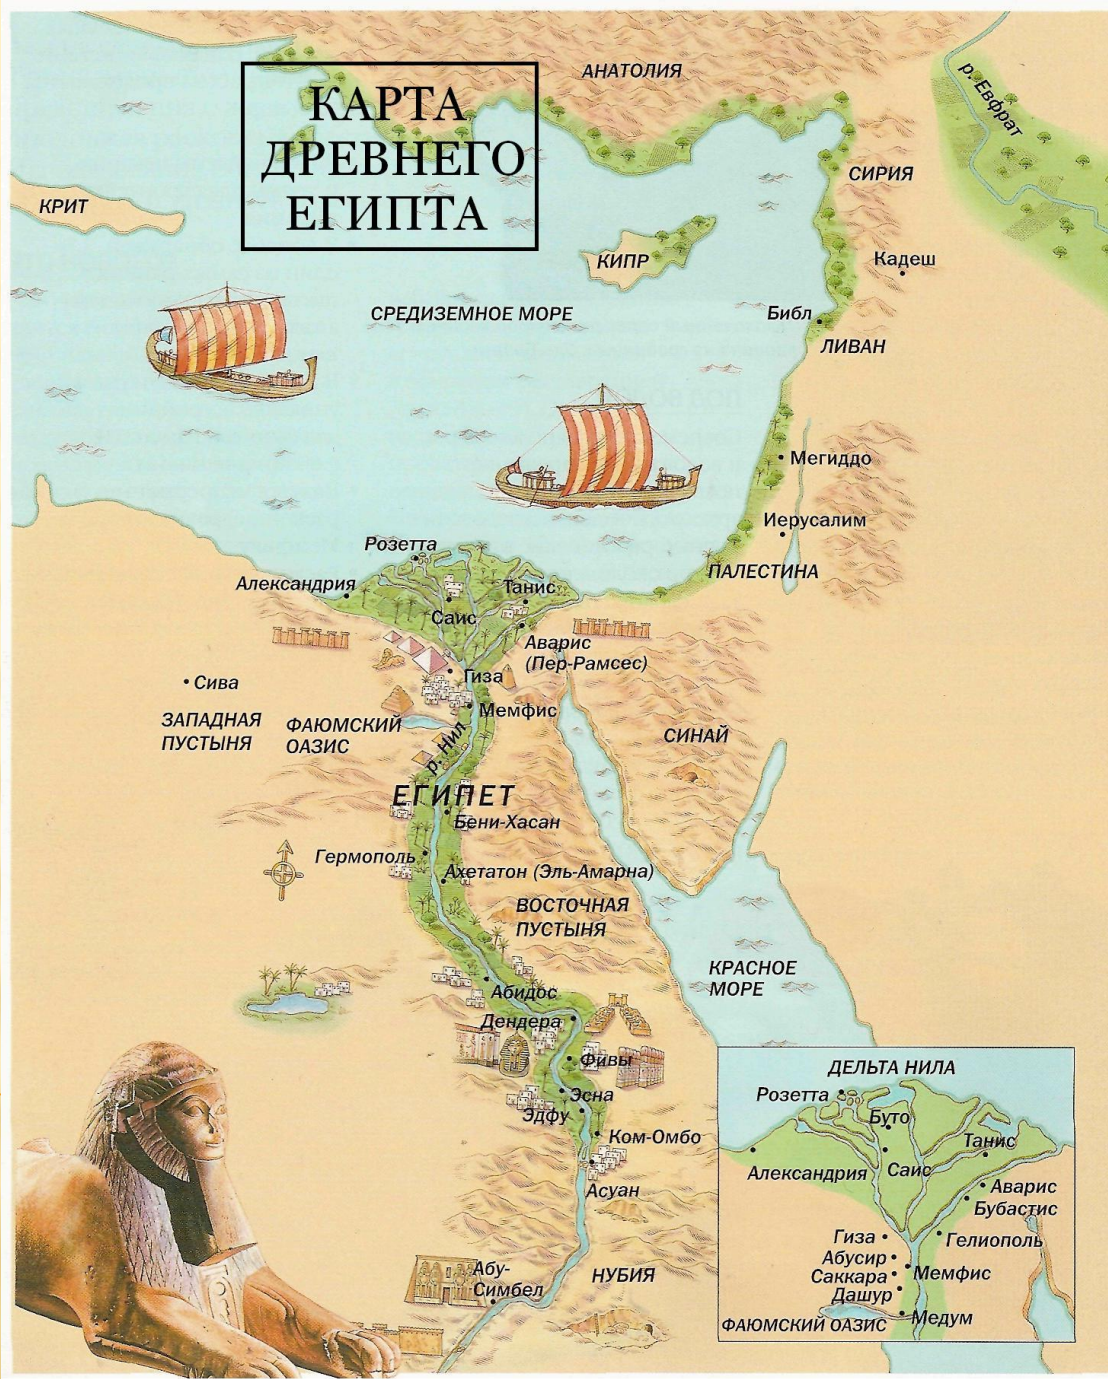 КАРТА
ДРЕВНЕГО
ЕГИПТА
АНАТОЛИЯ
р. Евфрат
СИРИЯ
КРИТ
КИПР
Кадеш
СРЕДИЗЕМНОЕ МОРЕ
Библ
ЛИВАН
Мегиддо
Иерусалим
ПАЛЕСТИНА
Розетта
Александрия
Танис
Саис
Аварис
(Пер-Рамсес)
Гиза
Сива
Мемфис
ЗАПАДНАЯ
ПУСТЫНЯ
ФАЮМСКИЙ
ОАЗИС
р. Нил
СИНАЙ
ЕГИПЕТ
Бени-Хасан
Гермополь
Ахетатон (Эль-Амарна)
ВОСТОЧНАЯ
ПУСТЫНЯ
КРАСНОЕ
МОРЕ
Абидос
Дендера
Фивы
Эсна
Эдфу
Ком-Омбо
Асуан
Абу-
Симбел
НУБИЯ
ДЕЛЬТА НИЛА
Розетта
Буто
Танис
Александрия
Саис
Аварис
Бубастис
Гиза
Гелиополь
Абусир
Саккара
Мемфис
Дашур
Медум
ФАЮМСКИЙ ОАЗИС